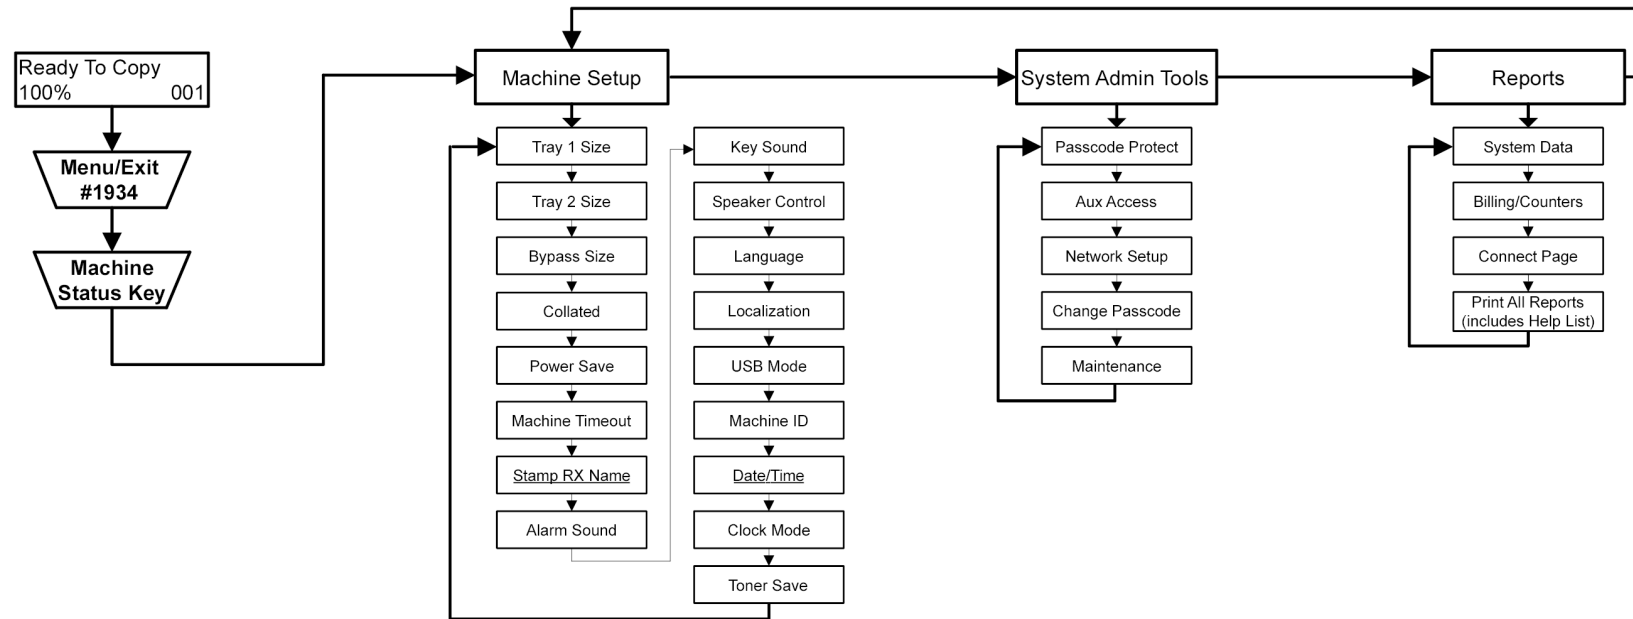 Ready To Copy
100% 001
Menu/Exit
#1934
Machine
Status Key
Machine Setup
Tray 1 Size
Tray 2 Size
Bypass Size
Collated
Power Save
Machine Timeout
Stamp RX Name
Alarm Sound
Key Sound
Speaker Control
Language
Localization
USB Mode
Machine ID
Date/Time
Clock Mode
Toner Save
System Admin Tools
Passcode Protect
Aux Access
Network Setup
Change Passcode
Maintenance
Reports
System Data
Billing/Counters
Connect Page
Print All Reports
(includes Help List)